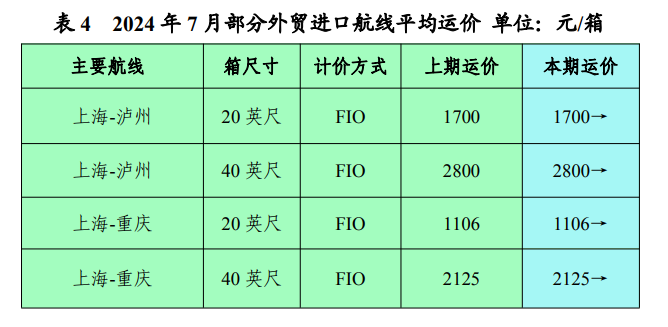 表 4 2024 年 7 月部分外贸进口航线平均运价 单位：元/箱
主要航线 箱尺寸 计价方式 上期运价 本期运价
上海-泸州 20 英尺 FIO 1700 1700→
上海-泸州 40 英尺 FIO 2800 2800→
上海-重庆 20 英尺 FIO 1106 1106→
上海-重庆 40 英尺 FIO 2125 2125→